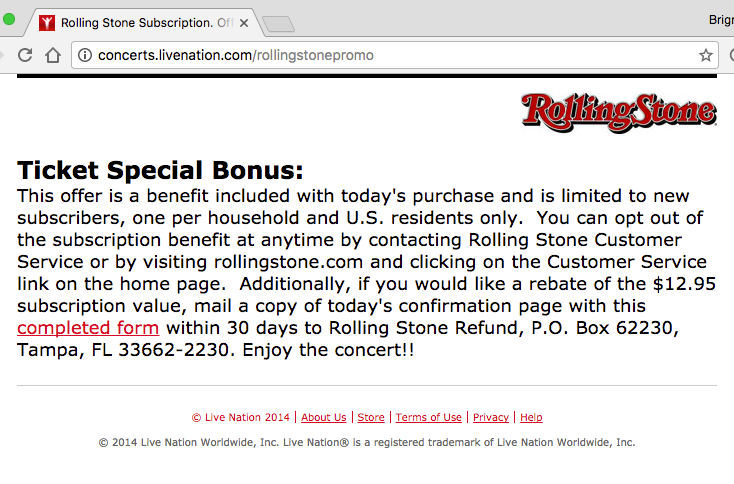 Rolling Stone Subscription. Of
Brign
concerts.livenation.com/rollingstonepromo
RollingStone
Ticket Special Bonus:
This offer is a benefit included with today's purchase and is limited to new
subscribers, one per household and U.S. residents only.  You can opt out of
the subscription benefit at anytime by contacting Rolling Stone Customer
Service or by visiting rollingstone.com and clicking on the Customer Service
link on the home page.  Additionally, if you would like a rebate of the $12.95
subscription value, mail a copy of today's confirmation page with this
completed form within 30 days to Rolling Stone Refund, P.O. Box 62230,
Tampa, FL 33662-2230. Enjoy the concert!!
© Live Nation 2014 | About Us | Store | Terms of Use | Privacy | Help
© 2014 Live Nation Worldwide, Inc. Live Nation® is a registered trademark of Live Nation Worldwide, Inc.